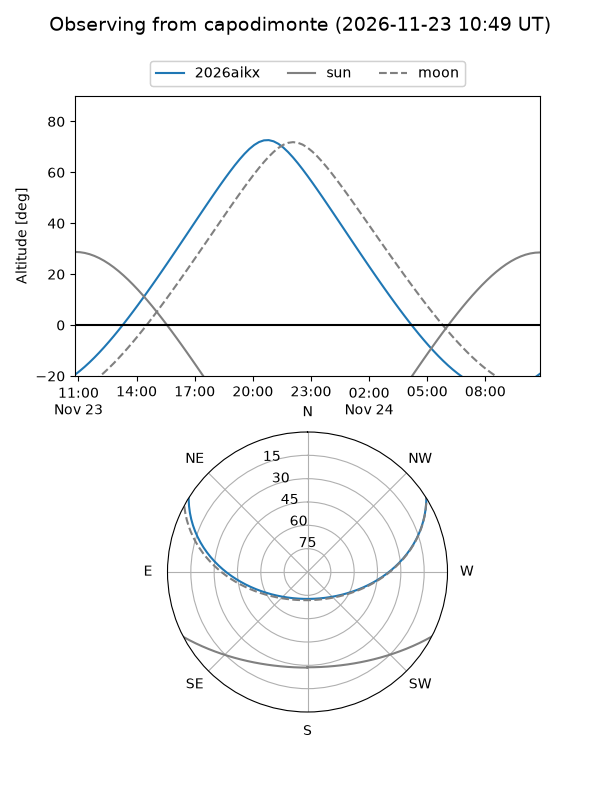 Observing from capodimonte (2026-11-23 10:49 UT)
2026aikx sun moon
Altitude [deg]
80
60
40
20
0
−20
11:00 14:00 17:00 20:00 23:00 02:00 05:00 08:00
Nov 23 Nov 24
N
NE NW
15
30
45
60
75
E W
SE SW
S